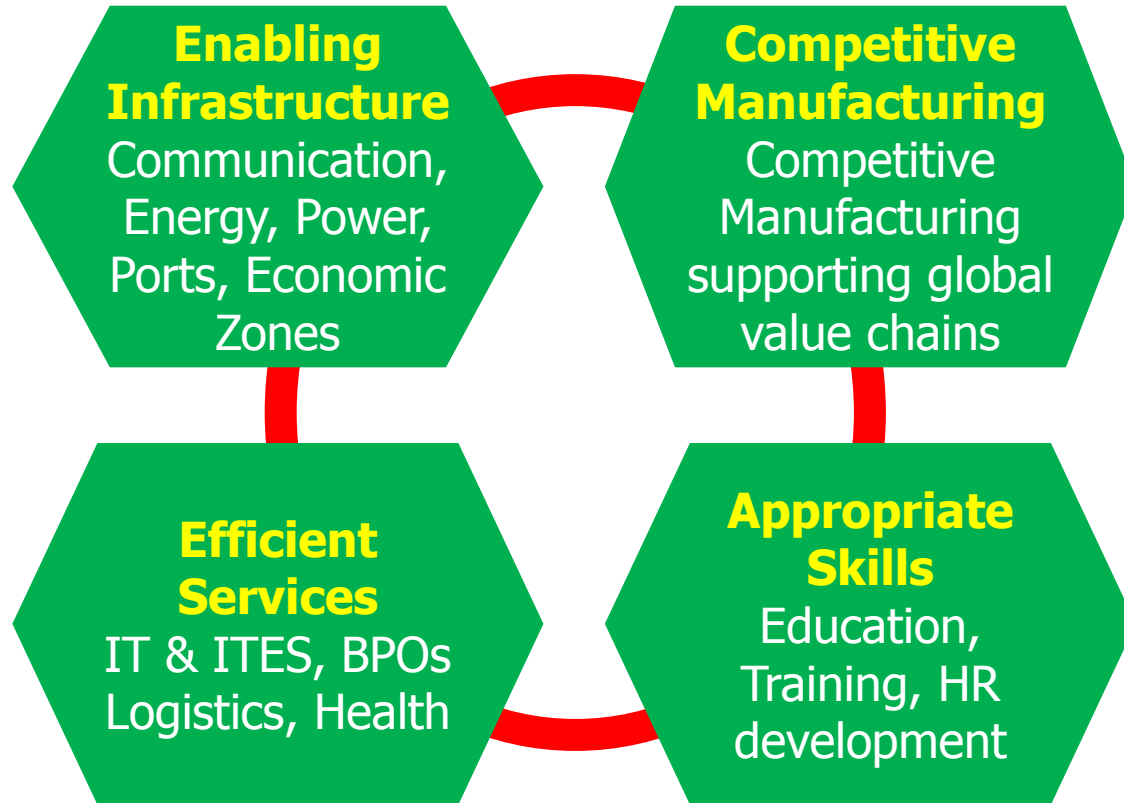 Enabling
Infrastructure
Communication,
Energy, Power,
Ports, Economic
Zones
Competitive
Manufacturing
Competitive
Manufacturing
supporting global
value chains
Efficient
Services
IT & ITES, BPOs
Logistics, Health
Appropriate
Skills
Education,
Training, HR
development